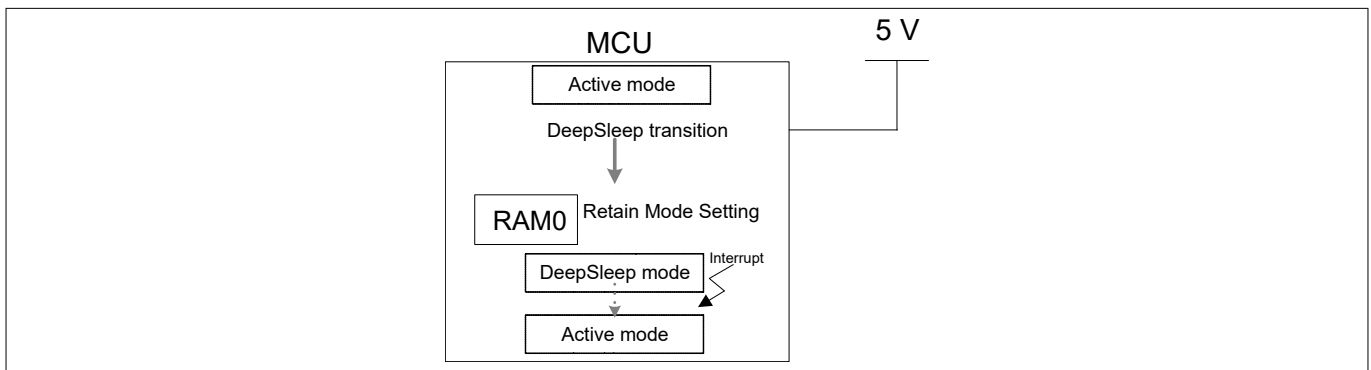 MCU
5 V
Active mode
DeepSleep transition
RAM0
Retain Mode Setting
DeepSleep mode
Interrupt
Active mode